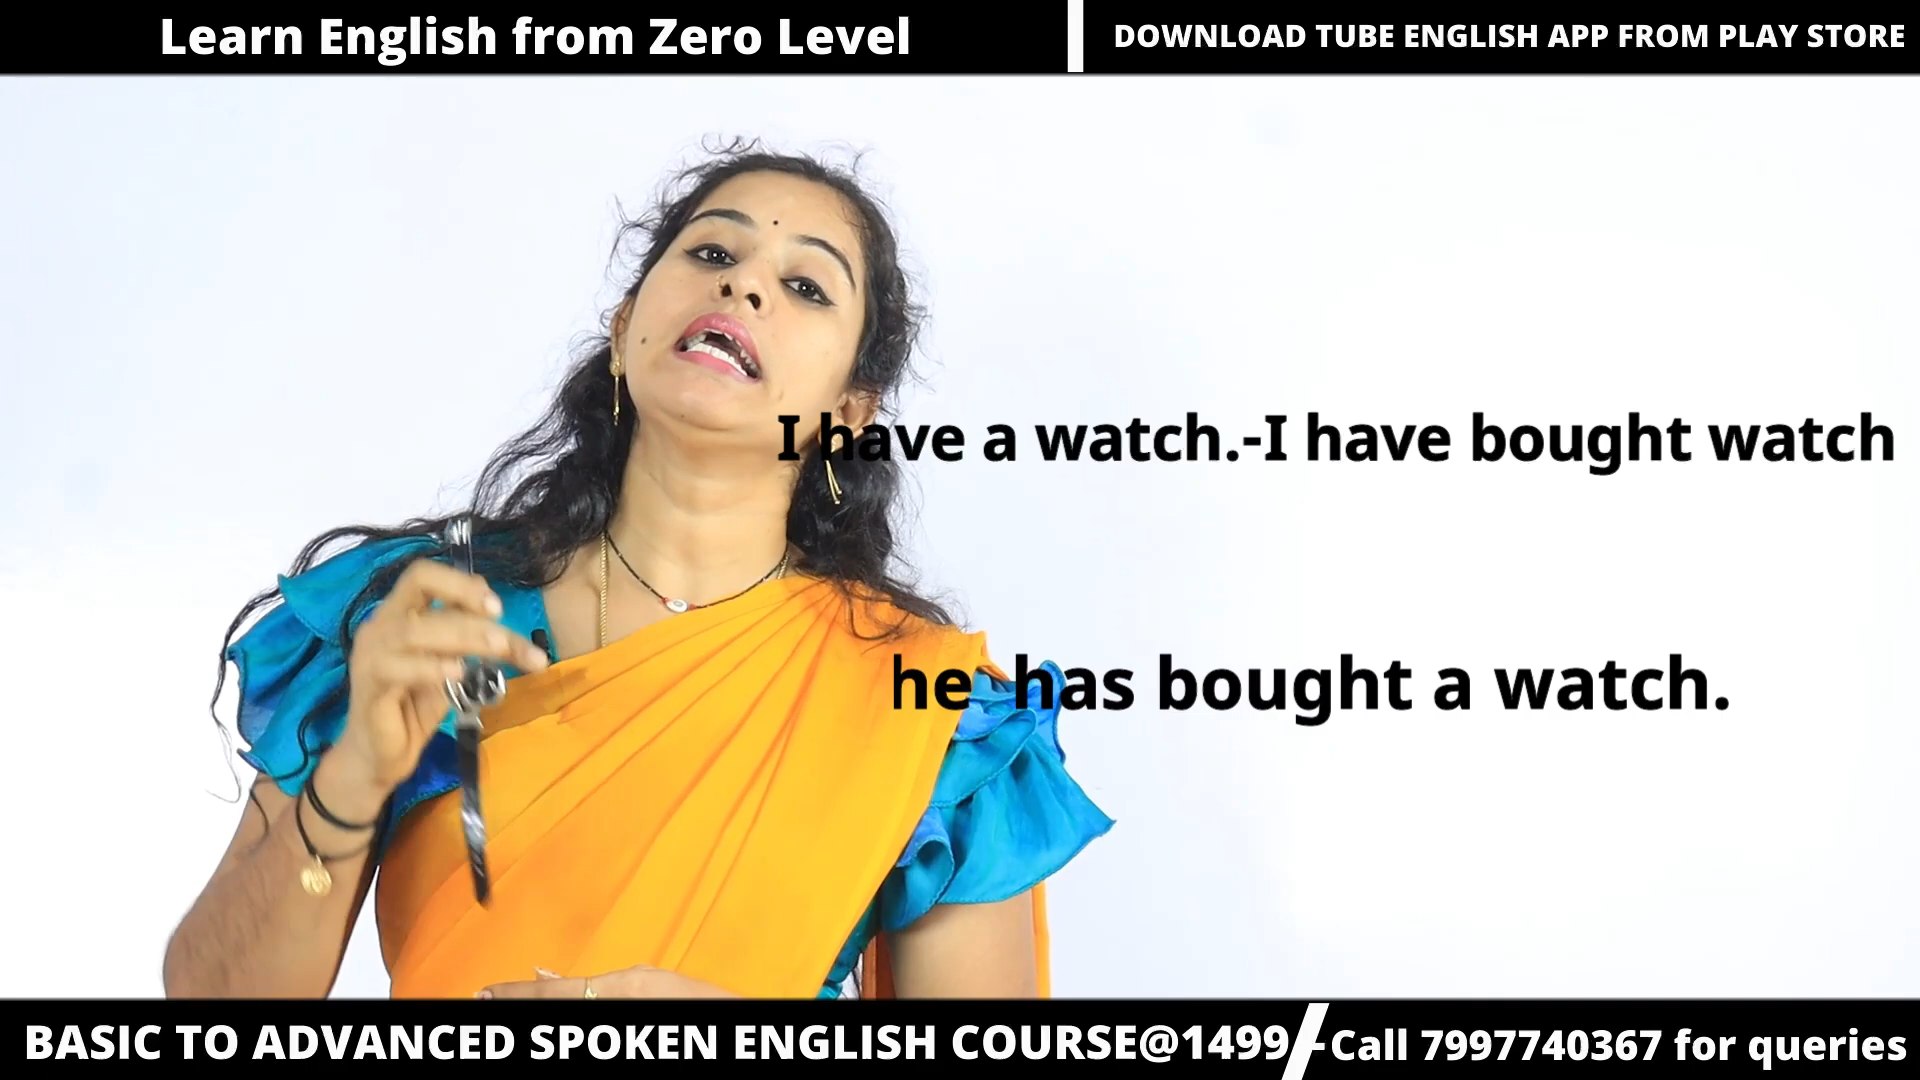 Learn English from Zero Level
DOWNLOAD TUBE ENGLISH APP FROM PLAY STORE
I have a watch.-I have bought watch
he has bought a watch.
BASIC TO ADVANCED SPOKEN ENGLISH COURSE@1499/-
Call 7997740367 for queries